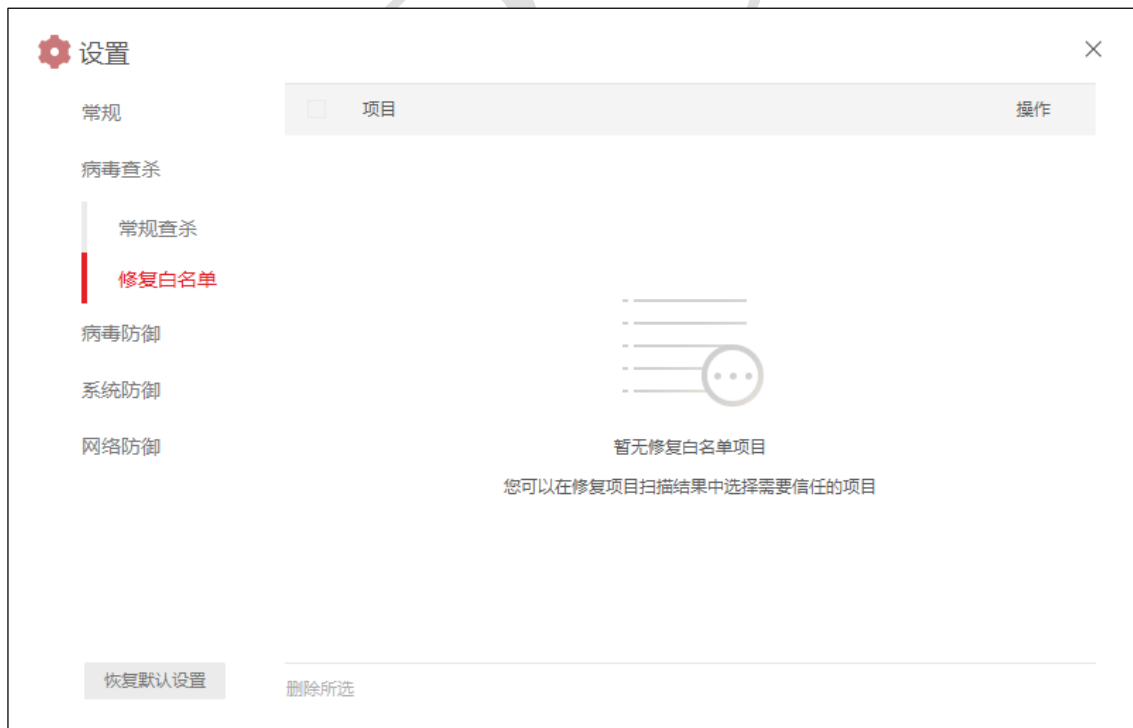 设置
常规
病毒查杀
常规查杀
修复白名单
病毒防御
系统防御
网络防御
恢复默认设置
项目 操作
暂无修复白名单项目
您可以在修复项目扫描结果中选择需要信任的项目
删除所选